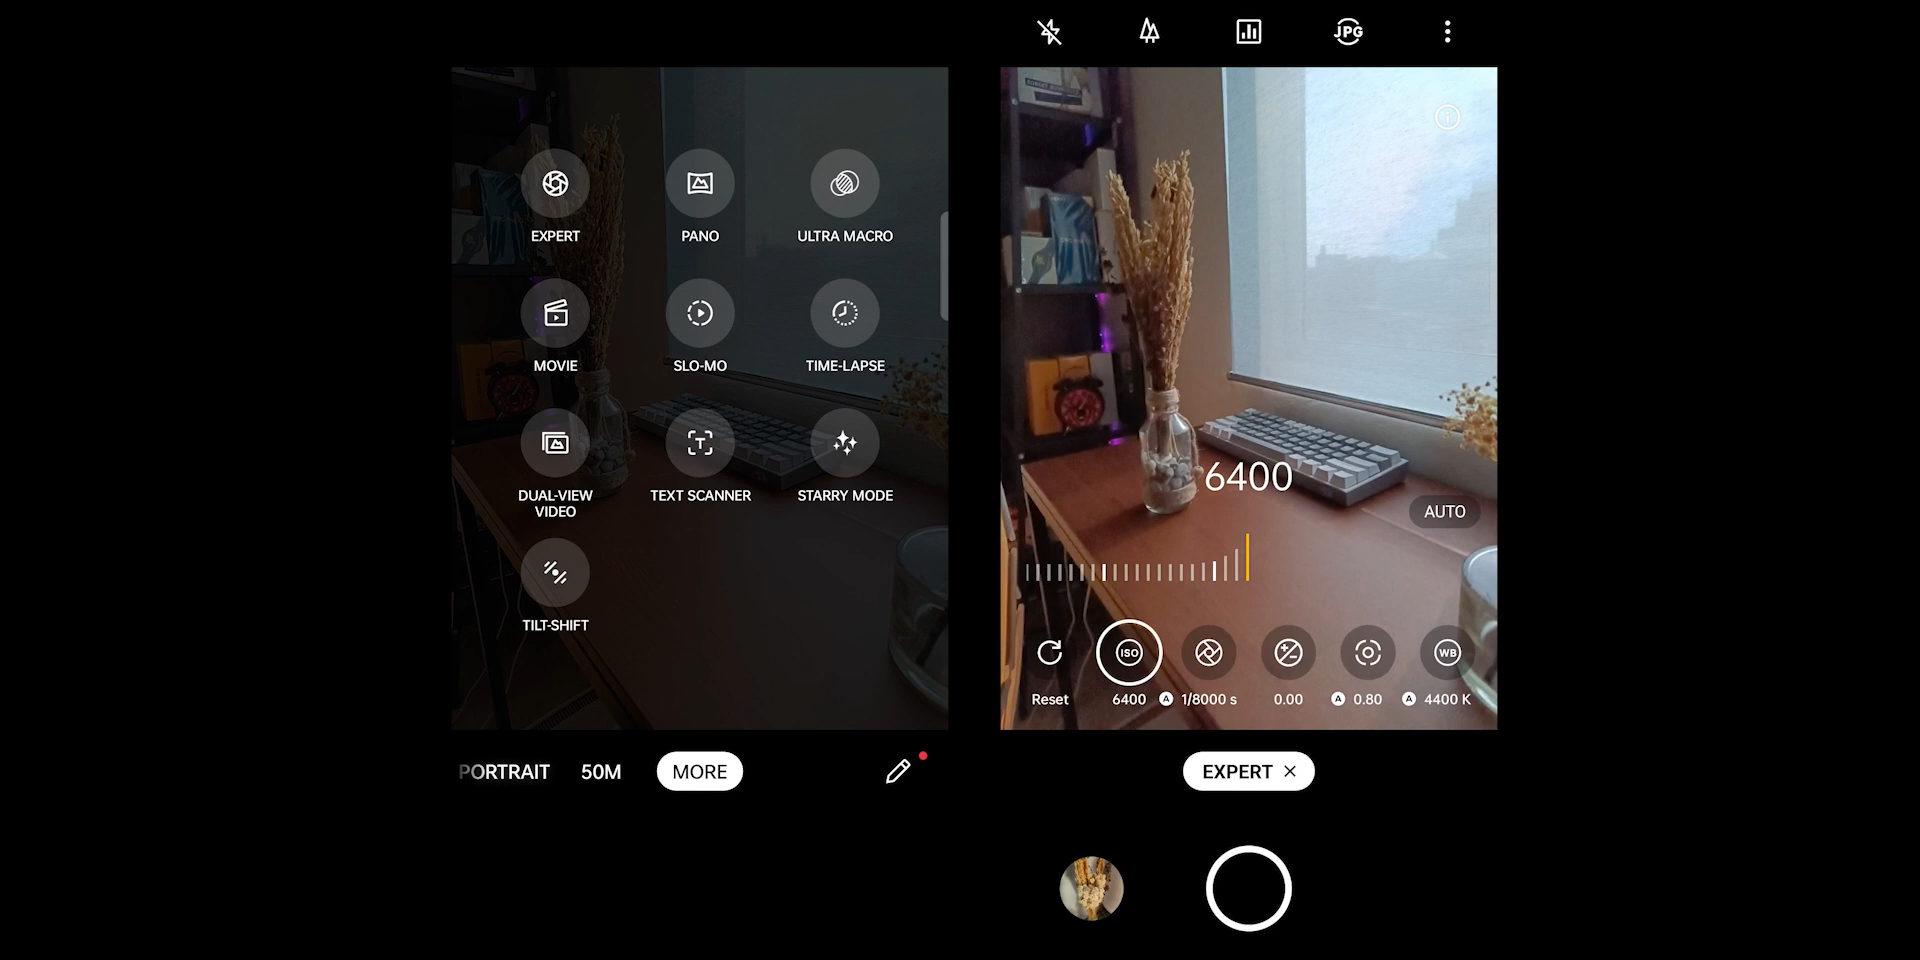 EXPERT
PANO
ULTRA MACRO
MOVIE
SLO-MO
TIME-LAPSE
DUAL-VIEW
VIDEO
TEXT SCANNER
STARRY MODE
TILT-SHIFT
PORTRAIT
50M
MORE
JPG
6400
AUTO
ISO
WB
Reset
6400
A 1/8000 s
0.00
A 0.80
A 4400 K
EXPERT